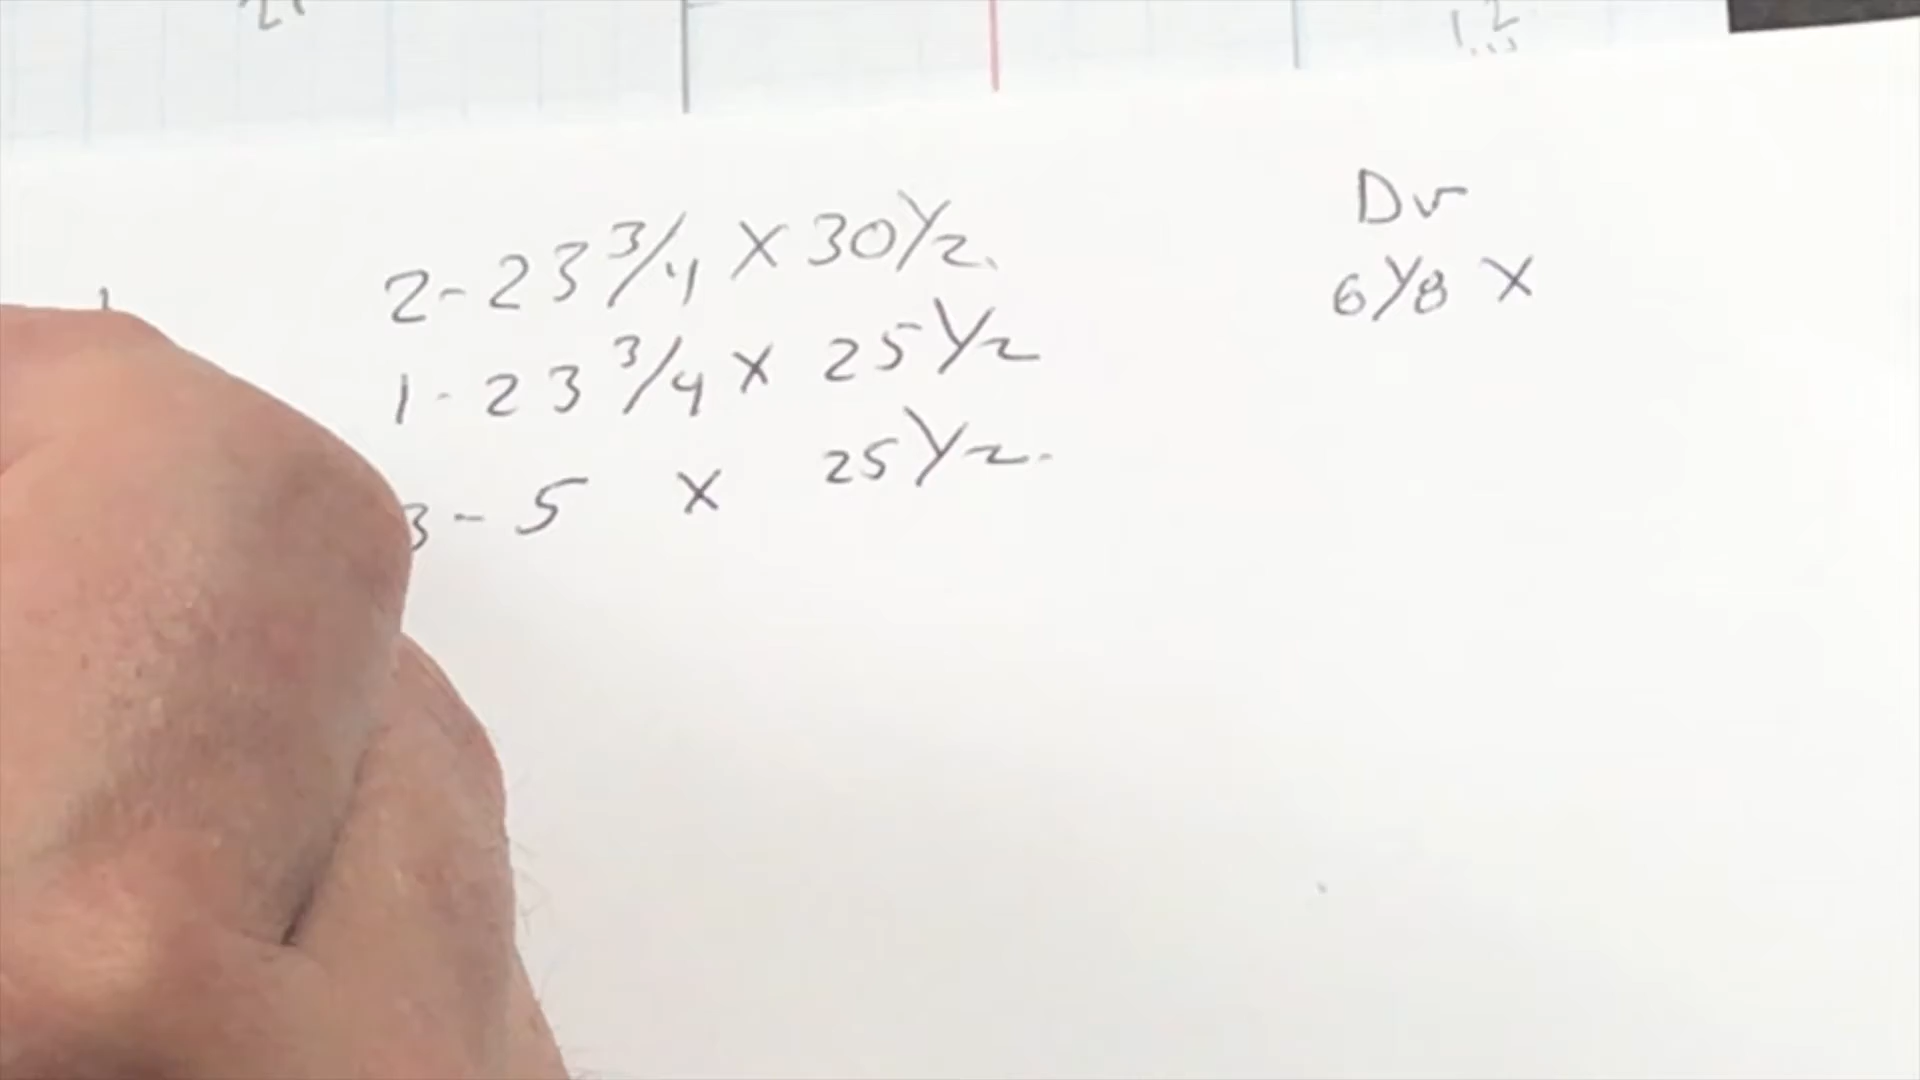 2 - 23 3/4 X 30 1/2
1 - 23 3/4 X 25 1/2
3 - 5 X 25 1/2
Dr
6 1/8 X